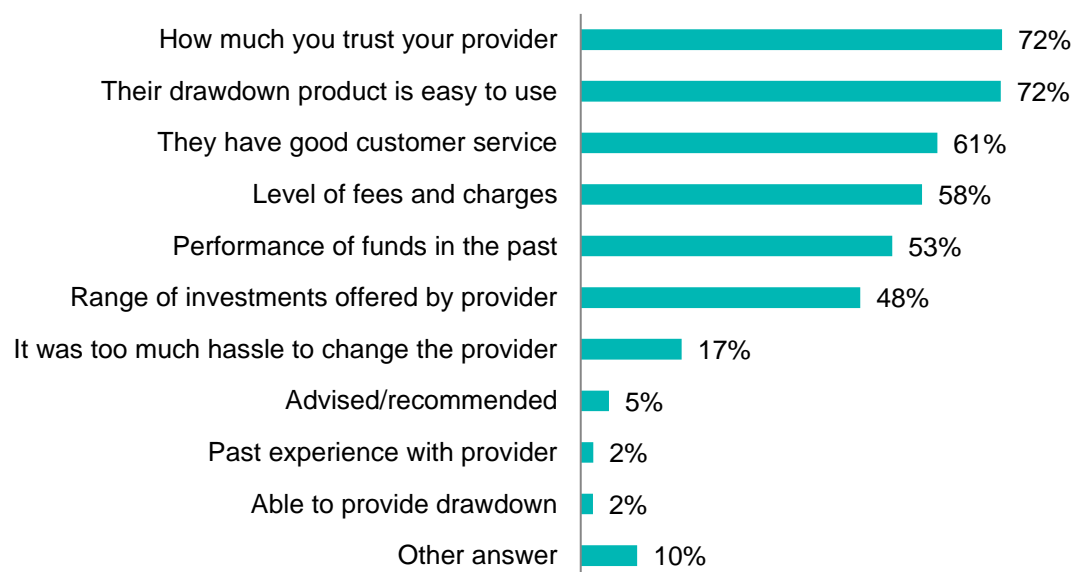 How much you trust your provider 72%
Their drawdown product is easy to use 72%
They have good customer service 61%
Level of fees and charges 58%
Performance of funds in the past 53%
Range of investments offered by provider 48%
It was too much hassle to change the provider 17%
Advised/recommended 5%
Past experience with provider 2%
Able to provide drawdown 2%
Other answer 10%